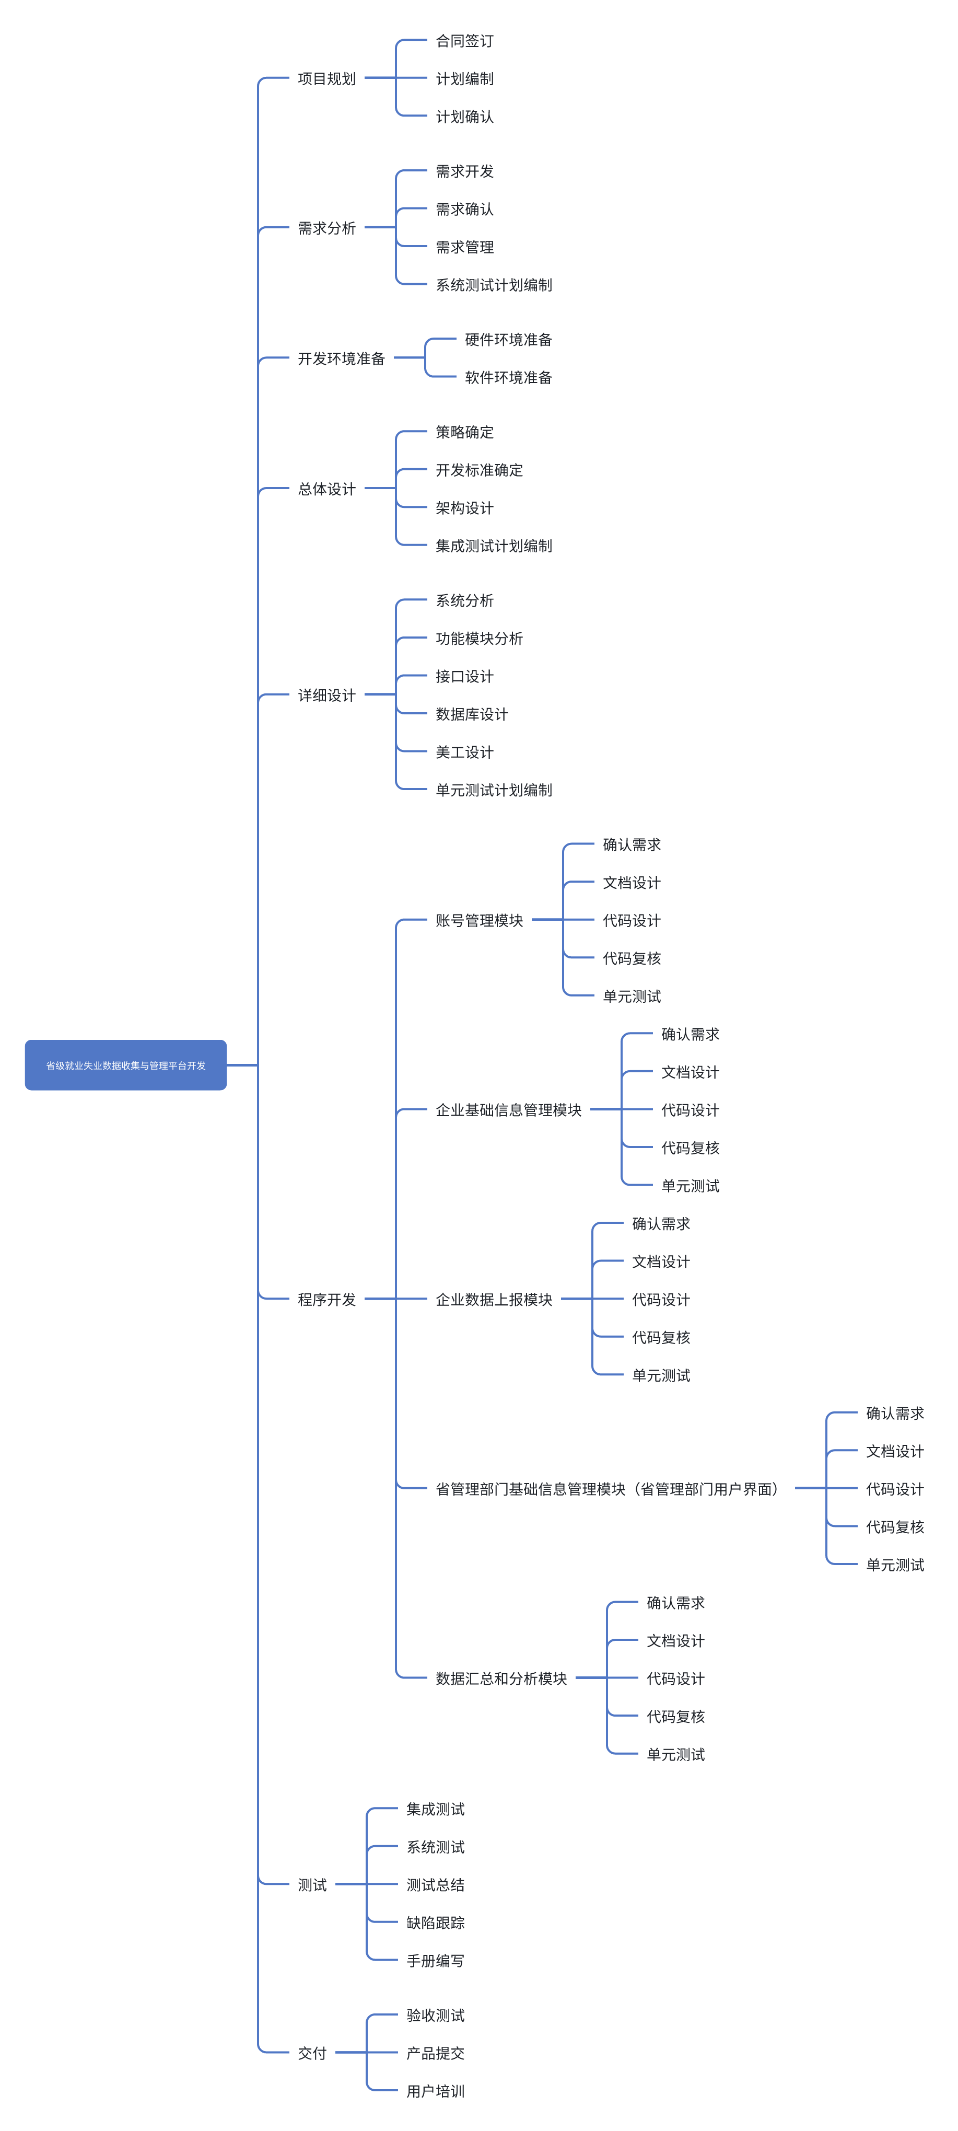 省级就业失业数据收集与管理平台开发
项目规划
合同签订
计划编制
计划确认
需求分析
需求开发
需求确认
需求管理
系统测试计划编制
开发环境准备
硬件环境准备
软件环境准备
总体设计
策略确定
开发标准确定
架构设计
集成测试计划编制
详细设计
系统分析
功能模块分析
接口设计
数据库设计
美工设计
单元测试计划编制
程序开发
账号管理模块
确认需求
文档设计
代码设计
代码复核
单元测试
企业基础信息管理模块
确认需求
文档设计
代码设计
代码复核
单元测试
企业数据上报模块
确认需求
文档设计
代码设计
代码复核
单元测试
省管理部门基础信息管理模块（省管理部门用户界面）
确认需求
文档设计
代码设计
代码复核
单元测试
数据汇总和分析模块
确认需求
文档设计
代码设计
代码复核
单元测试
测试
集成测试
系统测试
测试总结
缺陷跟踪
手册编写
交付
验收测试
产品提交
用户培训